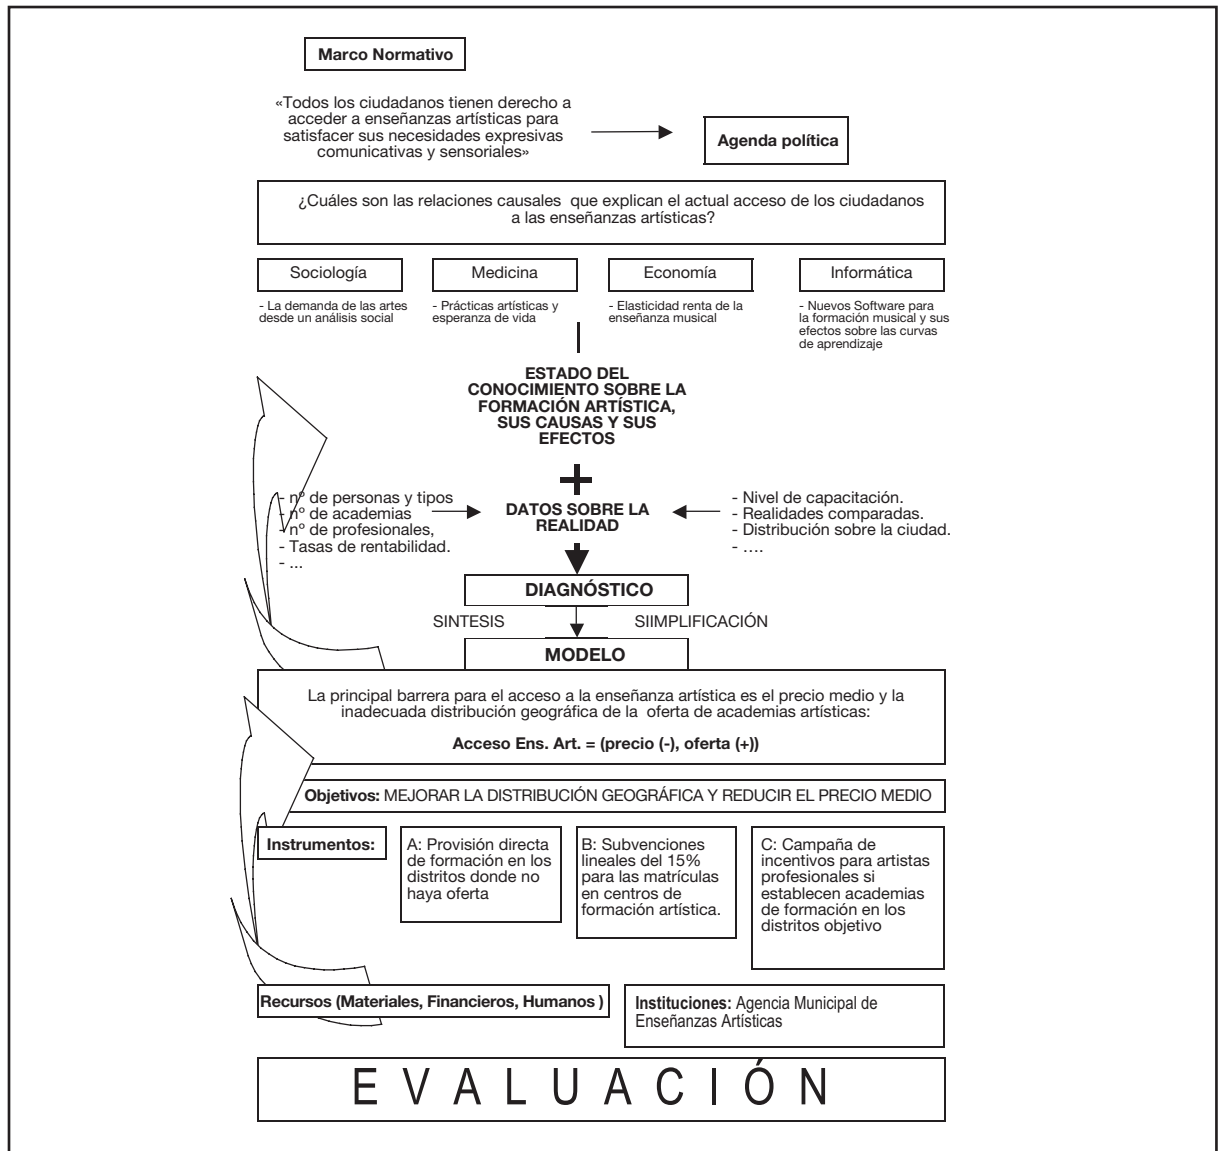 Marco Normativo
«Todos los ciudadanos tienen derecho a
acceder a enseñanzas artísticas para
satisfacer sus necesidades expresivas
comunicativas y sensoriales»
Agenda política
¿Cuáles son las relaciones causales que explican el actual acceso de los ciudadanos
a las enseñanzas artísticas?
Sociología
- La demanda de las artes
desde un análisis social
Medicina
- Prácticas artísticas y
esperanza de vida
Economía
- Elasticidad renta de la
enseñanza musical
Informática
- Nuevos Software para
la formación musical y sus
efectos sobre las curvas
de aprendizaje
ESTADO DEL
CONOCIMIENTO SOBRE LA
FORMACIÓN ARTÍSTICA,
SUS CAUSAS Y SUS
EFECTOS
+
- nº de personas y tipos
- nº de academias
- nº de profesionales,
- Tasas de rentabilidad.
- ...
DATOS SOBRE LA
REALIDAD
- Nivel de capacitación.
- Realidades comparadas.
- Distribución sobre la ciudad.
- ....
DIAGNÓSTICO
SINTESIS
SIIMPLIFICACIÓN
MODELO
La principal barrera para el acceso a la enseñanza artística es el precio medio y la
inadecuada distribución geográfica de la oferta de academias artísticas:
Acceso Ens. Art. = (precio (-), oferta (+))
Objetivos: MEJORAR LA DISTRIBUCIÓN GEOGRÁFICA Y REDUCIR EL PRECIO MEDIO
Instrumentos:
A: Provisión directa
de formación en los
distritos donde no
haya oferta
B: Subvenciones
lineales del 15%
para las matrículas
en centros de
formación artística.
C: Campaña de
incentivos para artistas
profesionales si
establecen academias
de formación en los
distritos objetivo
Recursos (Materiales, Financieros, Humanos )
Instituciones: Agencia Municipal de
Enseñanzas Artísticas
EVALUACIÓN